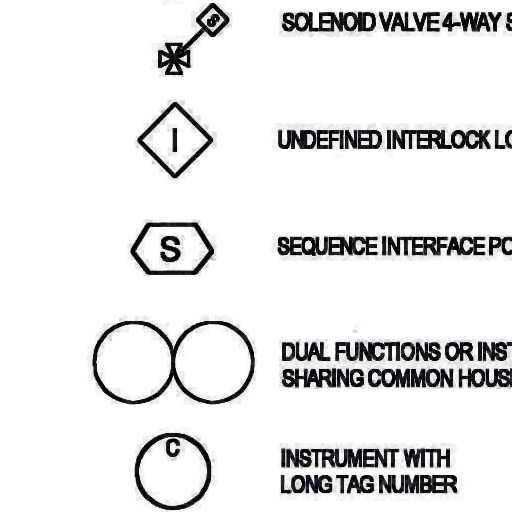 S
SOLENOID VALVE 4-WAY S
I
UNDEFINED INTERLOCK LO
S
SEQUENCE INTERFACE PO
DUAL FUNCTIONS OR INST
SHARING COMMON HOUSI
C
INSTRUMENT WITH
LONG TAG NUMBER